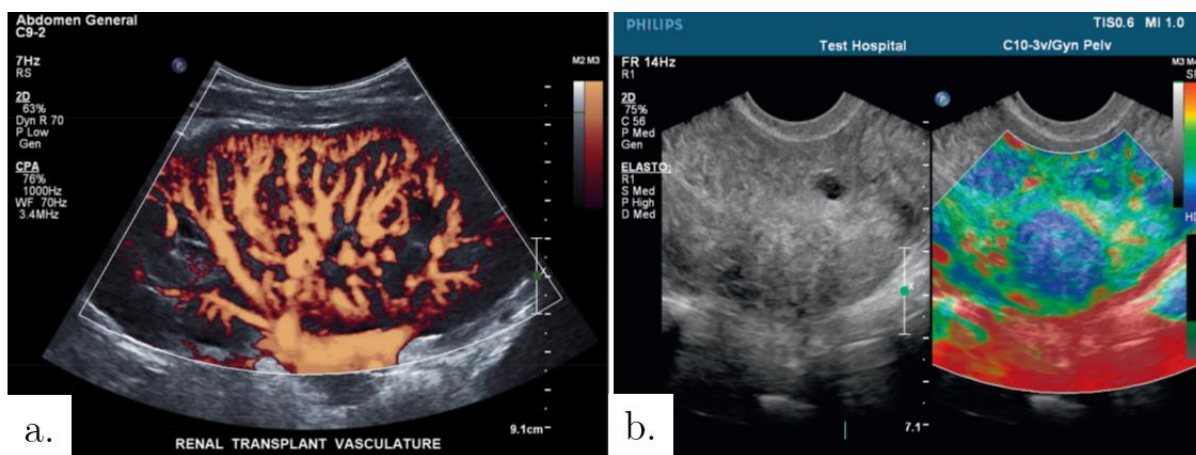 Abdomen General
C9-2
7Hz
RS
2D
63%
Dyn R 70
P Low
Gen
CPA
76%
1000Hz
WF 70Hz
3.4MHz
P
M2 M3
9.1cm
RENAL TRANSPLANT VASCULATURE
a.
PHILIPS
TIS0.6 MI 1.0
Test Hospital
C10-3v/Gyn Pelv
FR 14Hz
R1
2D
75%
C 56
P Med
Gen
ELASTO:
R1
S Med
P High
D Med
P
M3 M4
7.1
b.